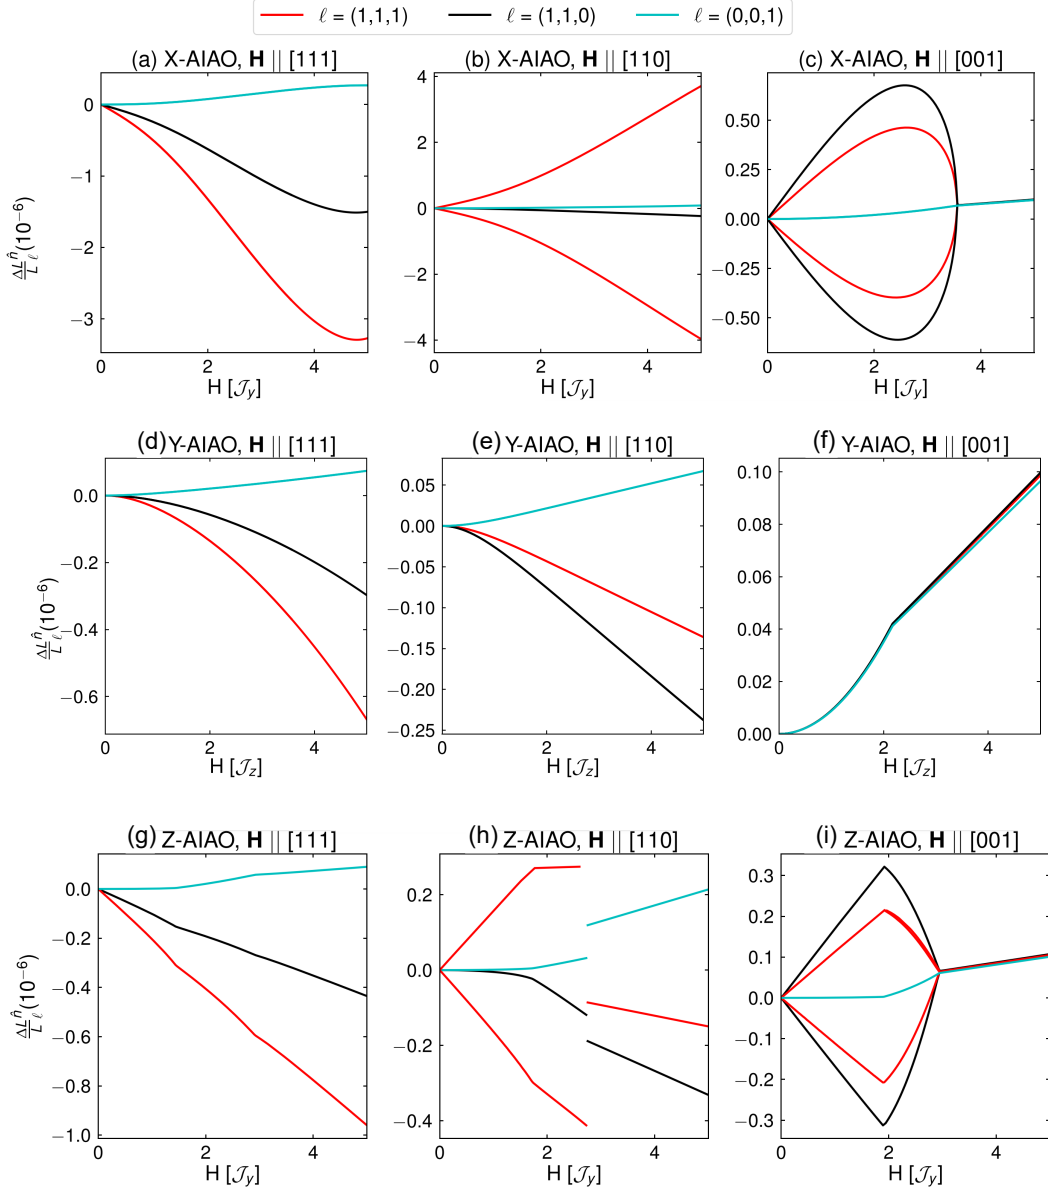 ℓ = (1,1,1) ℓ = (1,1,0) ℓ = (0,0,1)
(a) X-AIAO, H || [111] (b) X-AIAO, H || [110] (c) X-AIAO, H || [001]
ΔL/L n̂ ℓ (10⁻⁶)
0
−1
−2
−3
0 2 4
H [𝒥y]
4
2
0
−2
−4
0 2 4
H [𝒥y]
0.50
0.25
0.00
−0.25
−0.50
0 2 4
H [𝒥y]
(d) Y-AIAO, H || [111] (e) Y-AIAO, H || [110] (f) Y-AIAO, H || [001]
ΔL/L n̂ ℓ (10⁻⁶)
0.0
−0.2
−0.4
−0.6
0 2 4
H [𝒥z]
0.05
0.00
−0.05
−0.10
−0.15
−0.20
−0.25
0 2 4
H [𝒥z]
0.10
0.08
0.06
0.04
0.02
0.00
0 2 4
H [𝒥z]
(g) Z-AIAO, H || [111] (h) Z-AIAO, H || [110] (i) Z-AIAO, H || [001]
ΔL/L n̂ ℓ (10⁻⁶)
0.0
−0.2
−0.4
−0.6
−0.8
−1.0
0 2 4
H [𝒥y]
0.2
0.0
−0.2
−0.4
0 2 4
H [𝒥y]
0.3
0.2
0.1
0.0
−0.1
−0.2
−0.3
0 2 4
H [𝒥y]